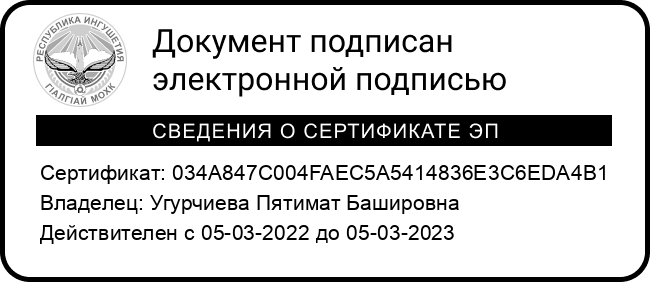 РЕСПУБЛИКА ИНГУШЕТИЯ
ГІАЛГІАЙ МОХК
Документ подписан
электронной подписью
СВЕДЕНИЯ О СЕРТИФИКАТЕ ЭП
Сертификат: 034A847C004FAEC5A5414836E3C6EDA4B1
Владелец: Угурчиева Пятимат Башировна
Действителен с 05-03-2022 до 05-03-2023